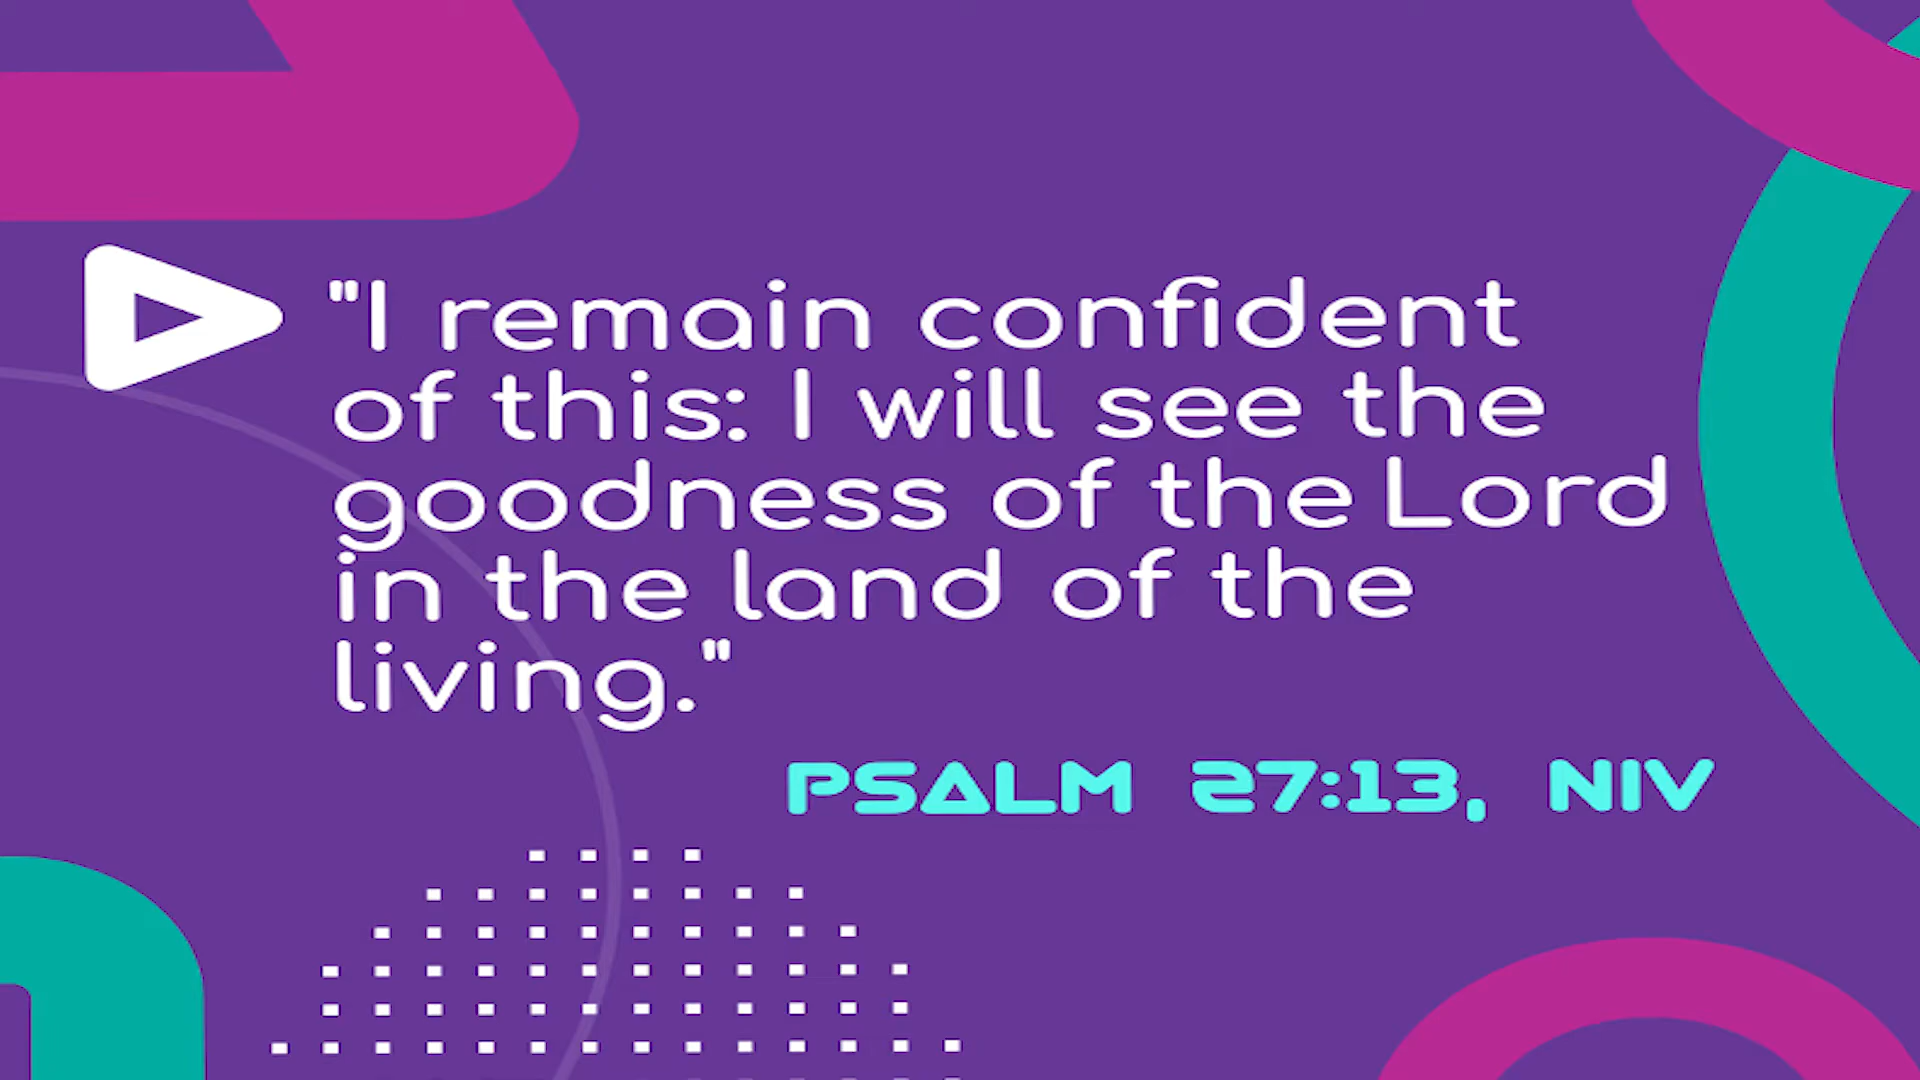 "I remain confident
of this: I will see the
goodness of the Lord
in the land of the
living."
PSALM 27:13, NIV